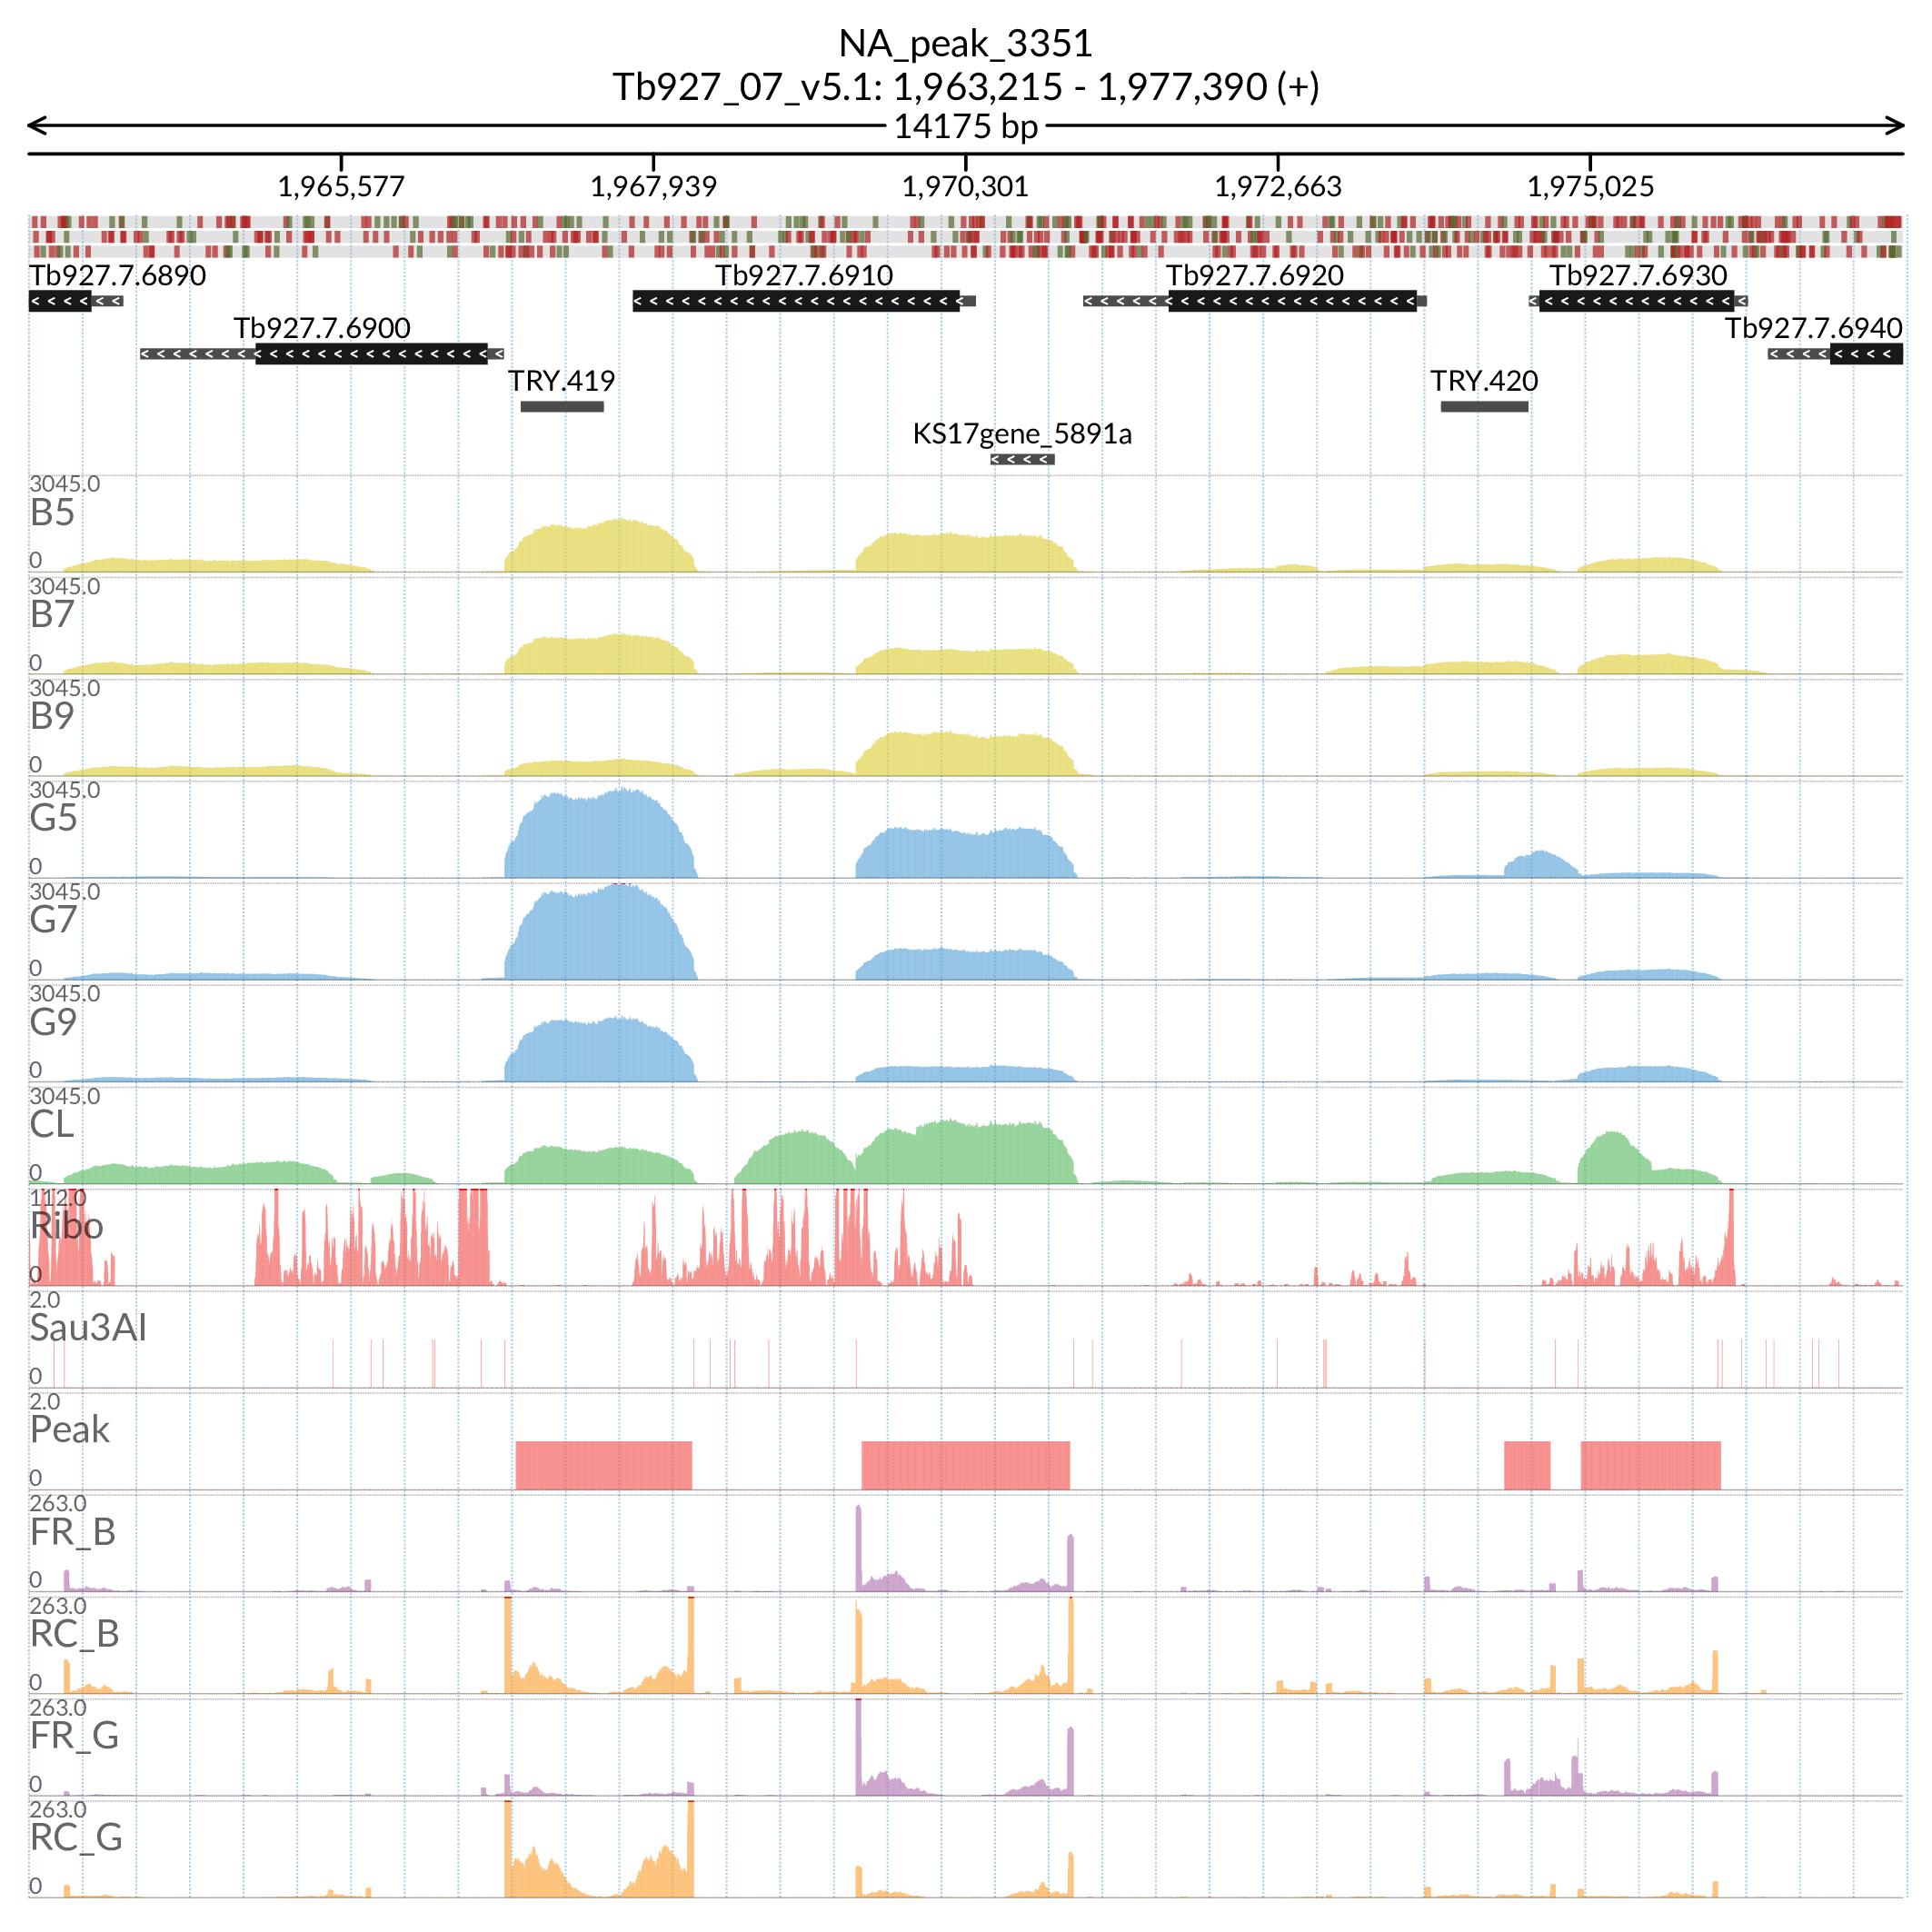 NA_peak_3351
Tb927_07_v5.1: 1,963,215 - 1,977,390 (+)
14175 bp
1,965,577 1,967,939 1,970,301 1,972,663 1,975,025
Tb927.7.6890 Tb927.7.6910 Tb927.7.6920 Tb927.7.6930
Tb927.7.6900 Tb927.7.6940
TRY.419 TRY.420
KS17gene_5891a
3045.0
B5
0
3045.0
B7
0
3045.0
B9
0
3045.0
G5
0
3045.0
G7
0
3045.0
G9
0
3045.0
CL
0
112.0
Ribo
0
2.0
Sau3AI
0
2.0
Peak
0
263.0
FR_B
0
263.0
RC_B
0
263.0
FR_G
0
263.0
RC_G
0